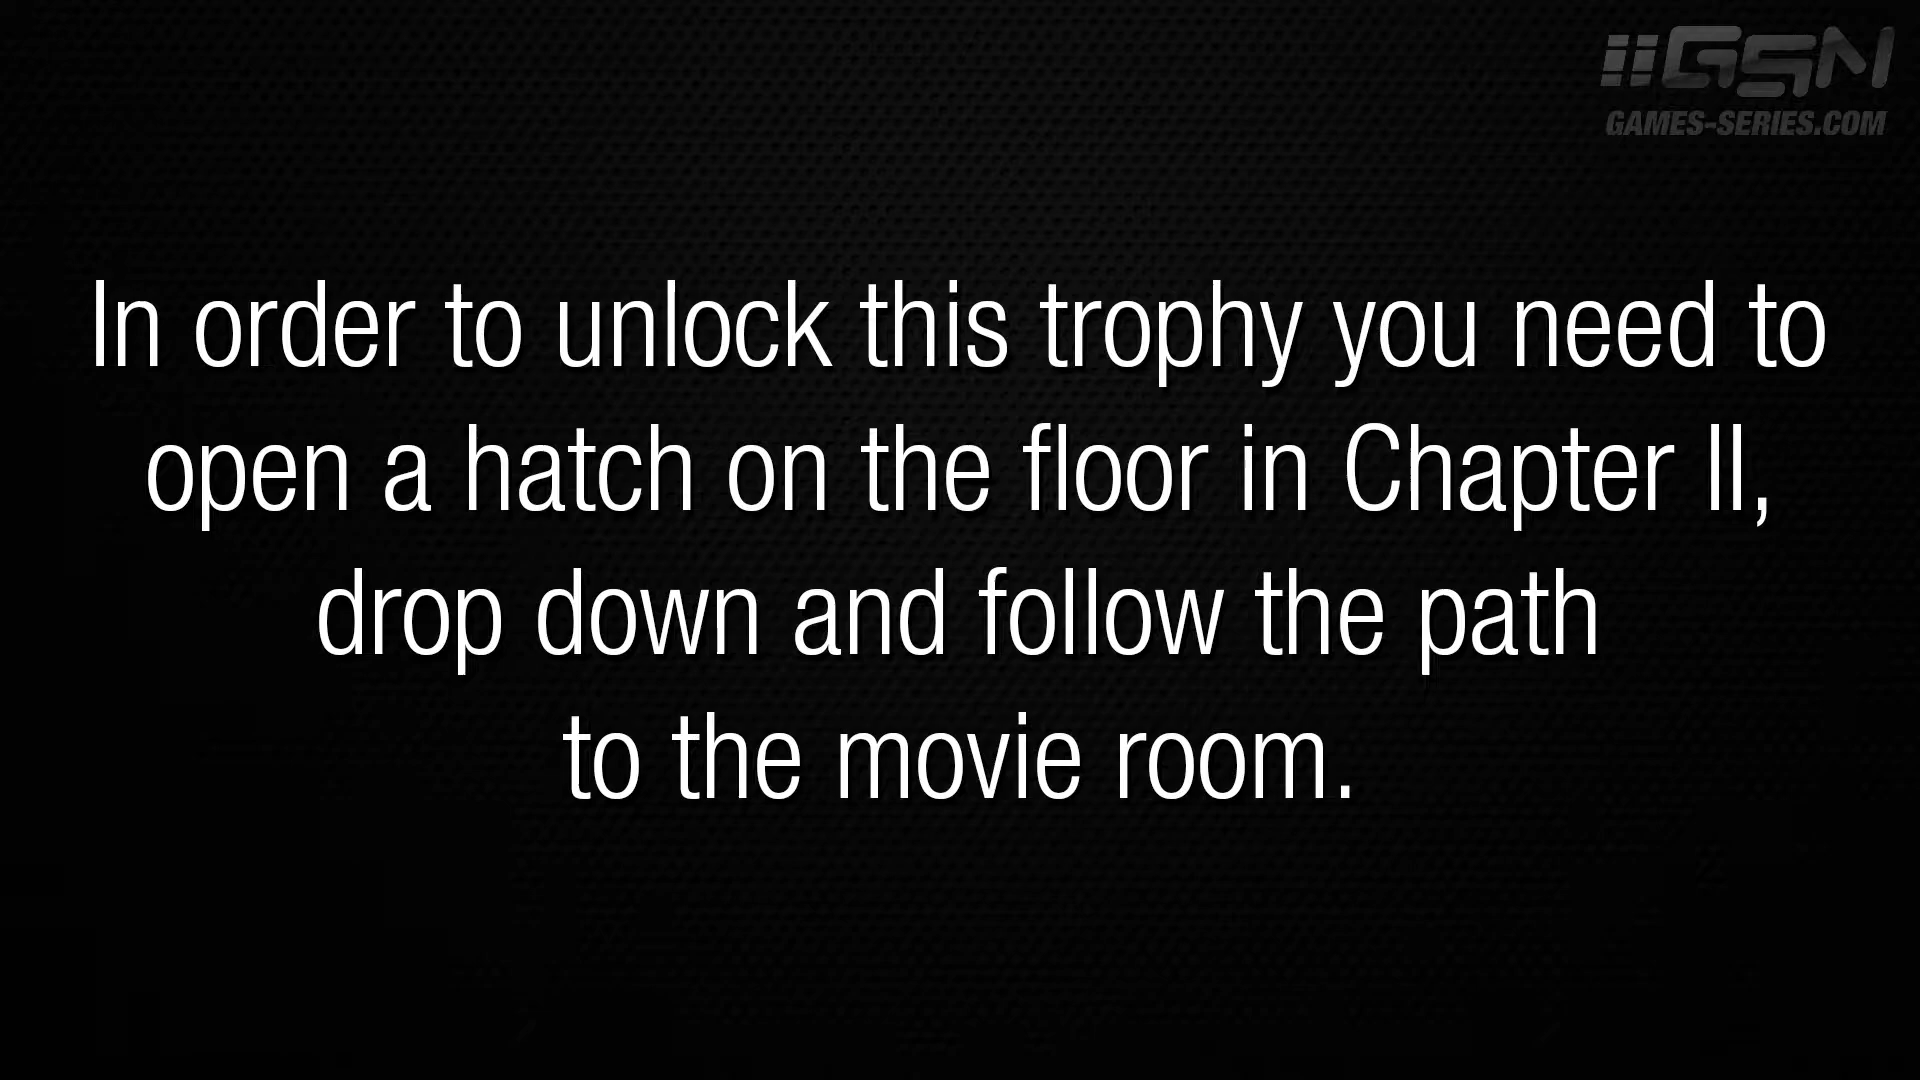 GSN
GAMES-SERIES.COM
In order to unlock this trophy you need to
open a hatch on the floor in Chapter II,
drop down and follow the path
to the movie room.